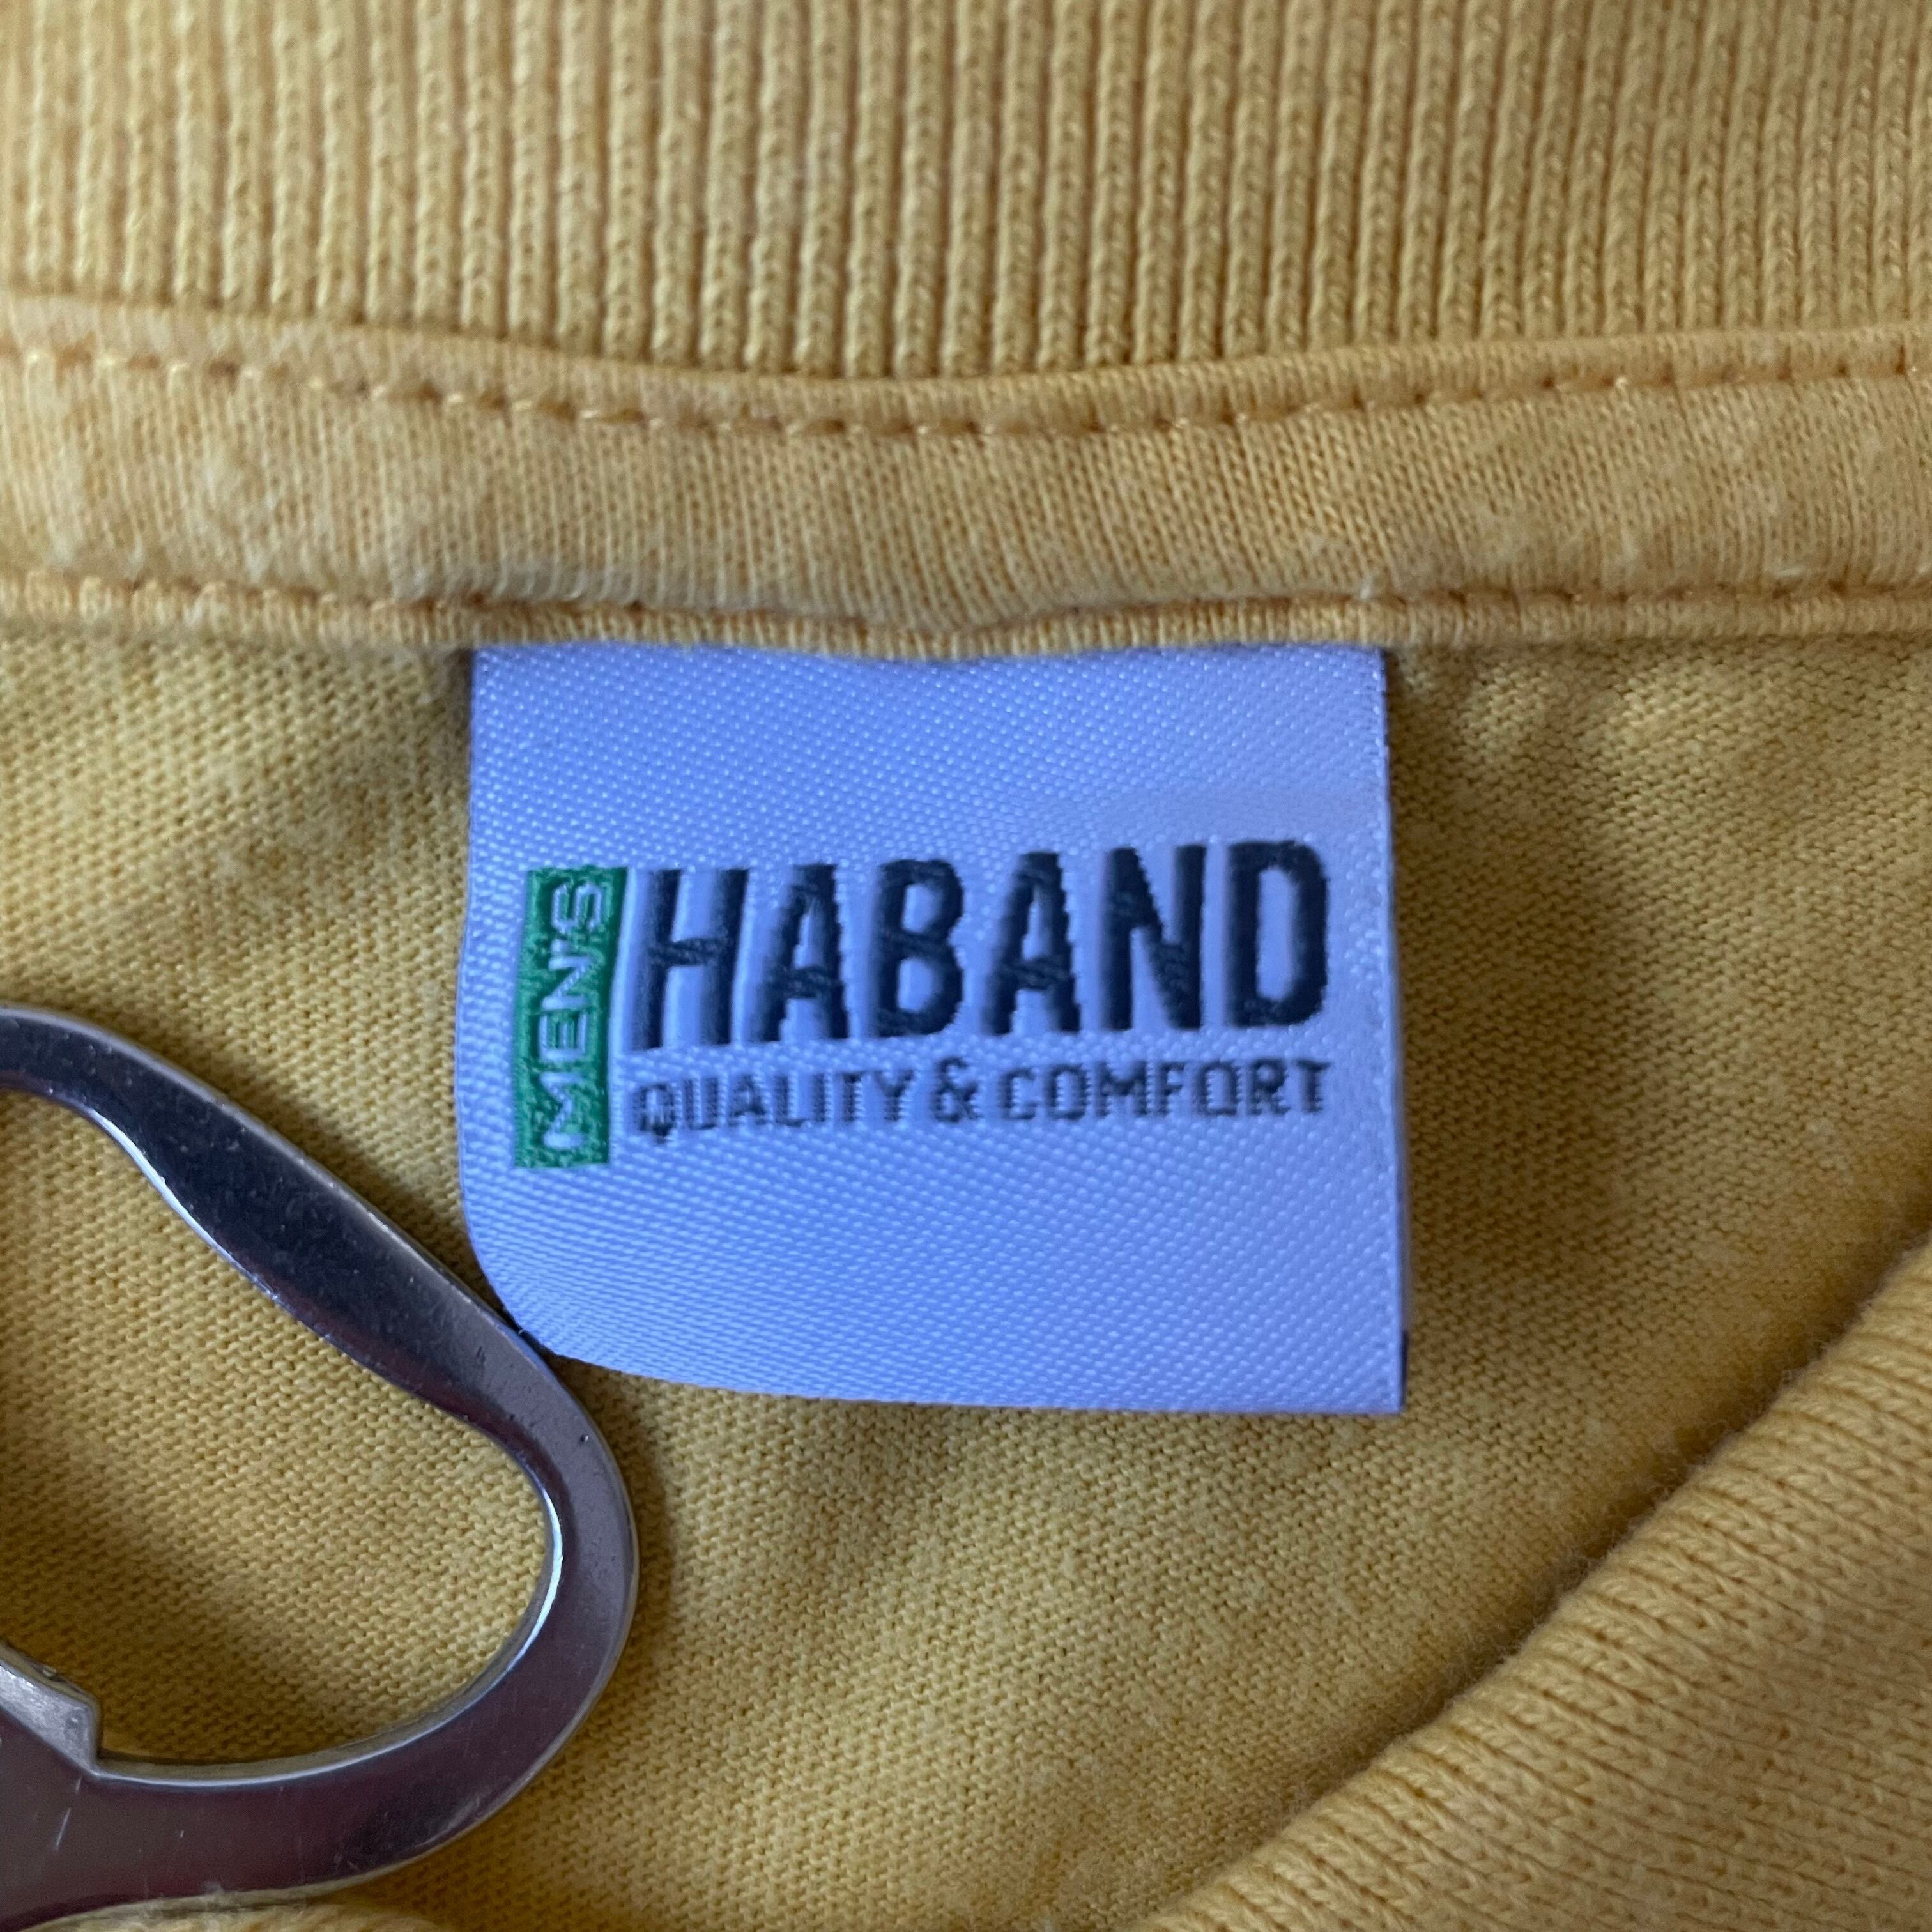 MEN'S
HABAND
QUALITY & COMFORT